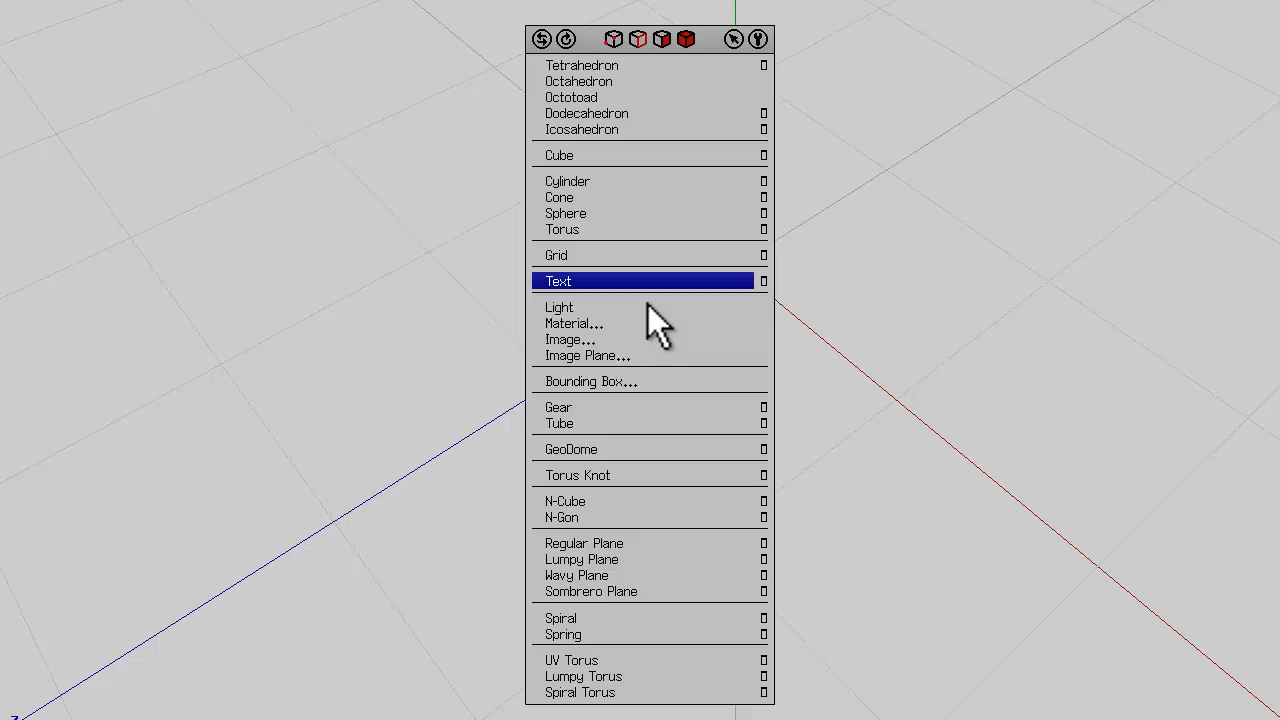 Tetrahedron
Octahedron
Octotoad
Dodecahedron
Icosahedron
Cube
Cylinder
Cone
Sphere
Torus
Grid
Text
Light
Material...
Image...
Image Plane...
Bounding Box...
Gear
Tube
GeoDome
Torus Knot
N-Cube
N-Gon
Regular Plane
Lumpy Plane
Wavy Plane
Sombrero Plane
Spiral
Spring
UV Torus
Lumpy Torus
Spiral Torus